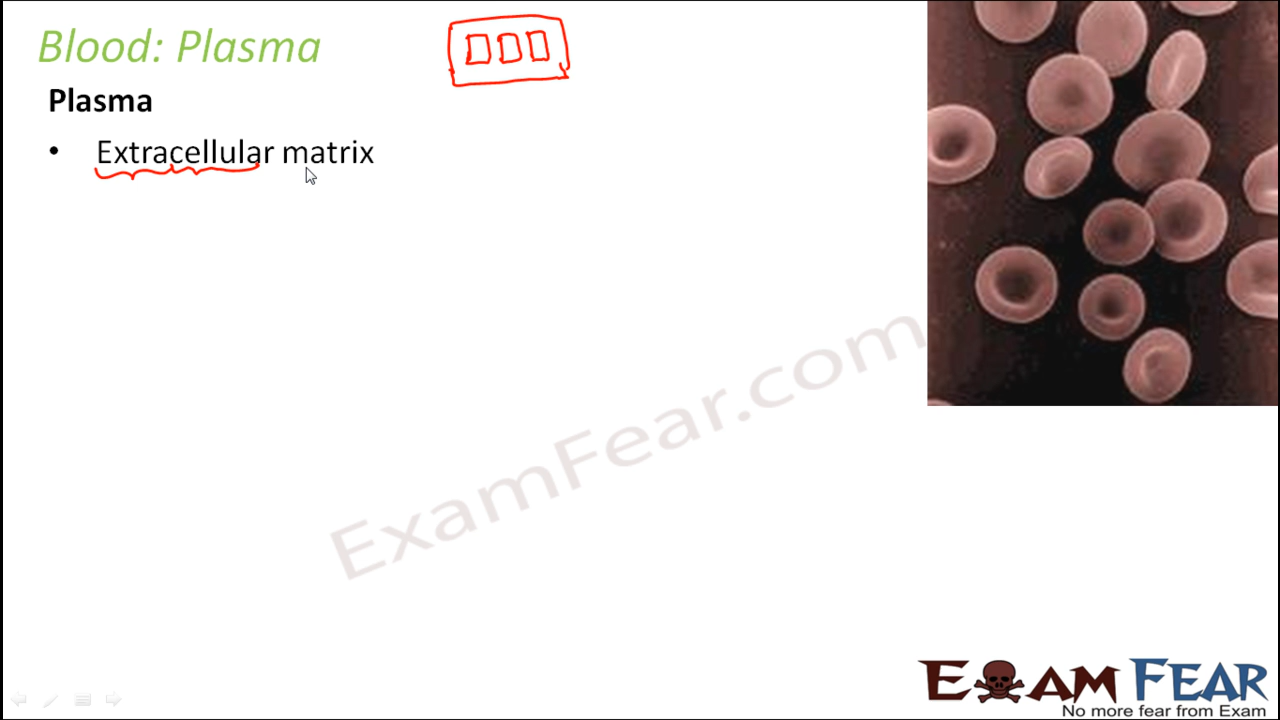 Blood: Plasma
Plasma
• Extracellular matrix
ExamFear.com
EXAM FEAR
No more fear from Exam